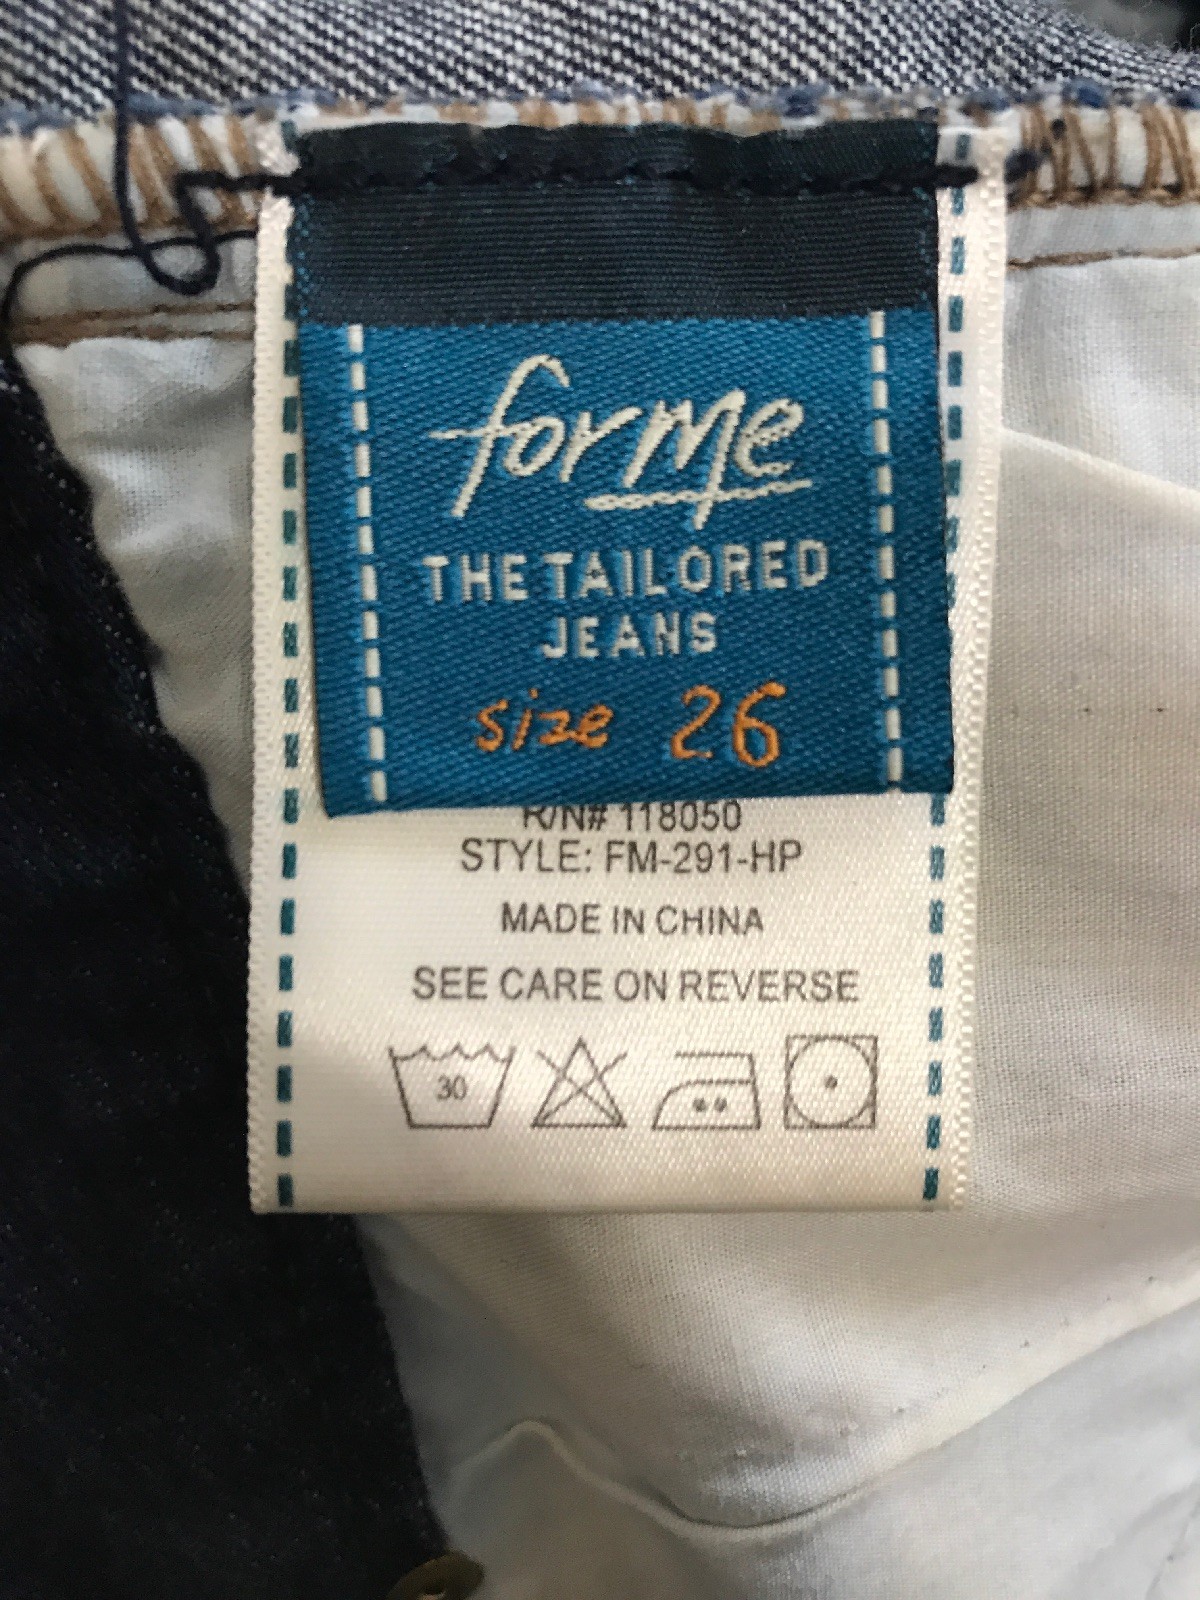 forme
THE TAILORED
JEANS
size 26
R/N# 118050
STYLE: FM-291-HP
MADE IN CHINA
SEE CARE ON REVERSE
30